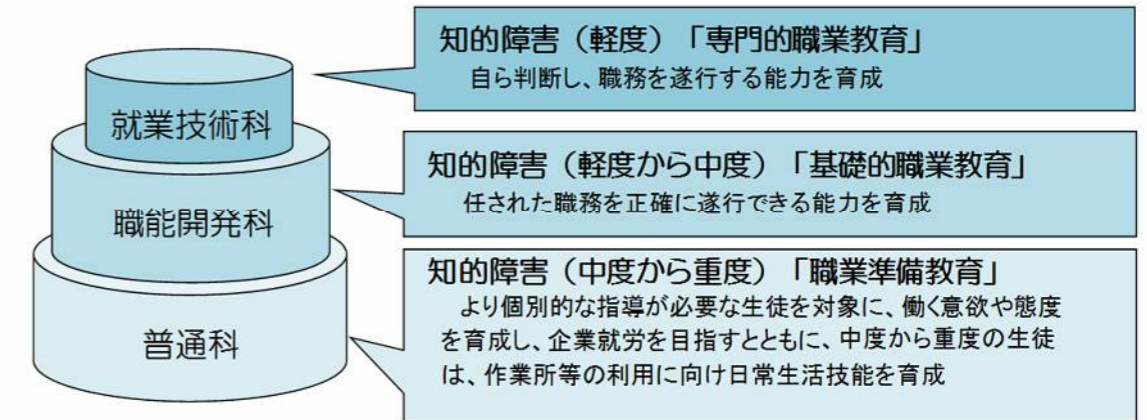 就業技術科
知的障害（軽度）「専門的職業教育」
自ら判断し、職務を遂行する能力を育成
職能開発科
知的障害（軽度から中度）「基礎的職業教育」
任された職務を正確に遂行できる能力を育成
普通科
知的障害（中度から重度）「職業準備教育」
より個別的な指導が必要な生徒を対象に、働く意欲や態度
を育成し、企業就労を目指すとともに、中度から重度の生徒
は、作業所等の利用に向け日常生活技能を育成